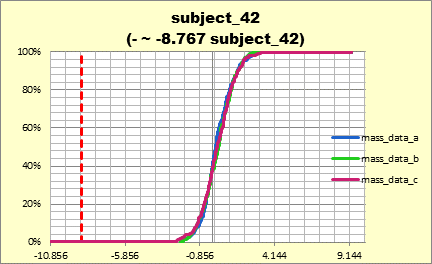 subject_42
(- ~ -8.767 subject_42)
100%
80%
60%
40%
20%
0%
-10.856
-5.856
-0.856
4.144
9.144
mass_data_a
mass_data_b
mass_data_c